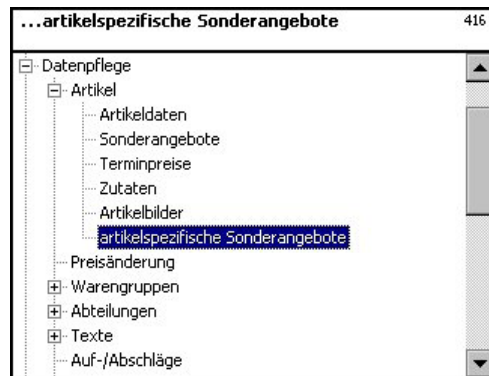 ...artikelspezifische Sonderangebote 416
Datenpflege
Artikel
Artikeldaten
Sonderangebote
Terminpreise
Zutaten
Artikelbilder
artikelspezifische Sonderangebote
Preisänderung
Warengruppen
Abteilungen
Texte
Auf-/Abschläge